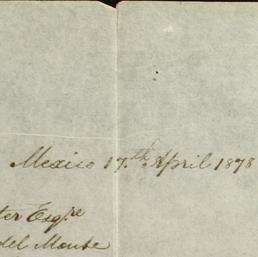 Mexico 17th April 1878
ter Esqre
del Monte